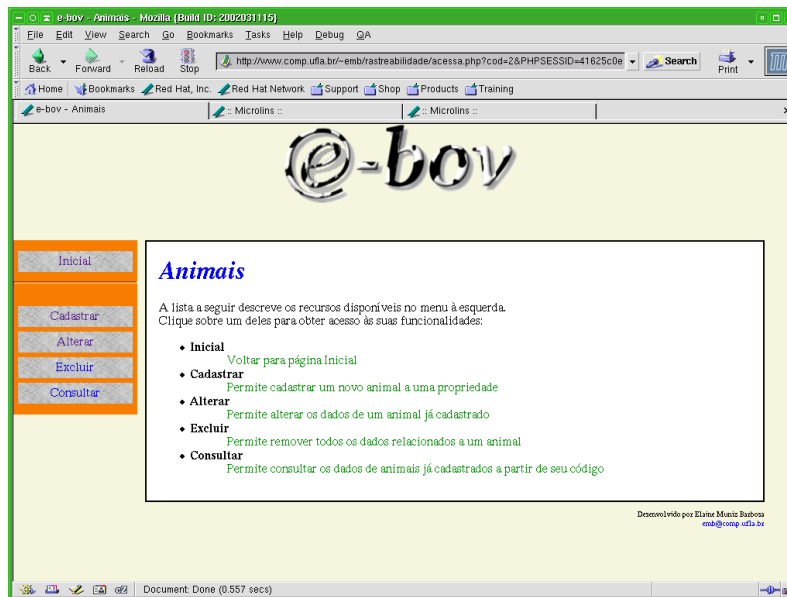 e-bov - Animais - Mozilla {Build ID: 2002031115}
File Edit View Search Go Bookmarks Tasks Help Debug QA
Back Forward Reload Stop http://www.comp.ufla.br/~emb/rastreabilidade/acessa.php?cod=2&PHPSESSID=41625c0e Search Print
Home Bookmarks Red Hat, Inc. Red Hat Network Support Shop Products Training
e-bov - Animais :: Microlins :: :: Microlins ::
e-bov
Inicial
Cadastrar
Alterar
Excluir
Consultar
Animais
A lista a seguir descreve os recursos disponíveis no menu à esquerda.
Clique sobre um deles para obter acesso às suas funcionalidades:
Inicial
Voltar para página Inicial
Cadastrar
Permite cadastrar um novo animal a uma propriedade
Alterar
Permite alterar os dados de um animal já cadastrado
Excluir
Permite remover todos os dados relacionados a um animal
Consultar
Permite consultar os dados de animais já cadastrados a partir de seu código
Desenvolvido por Elaine Muniz Barbosa
emb@comp.ufla.br
Document: Done (0.557 secs)